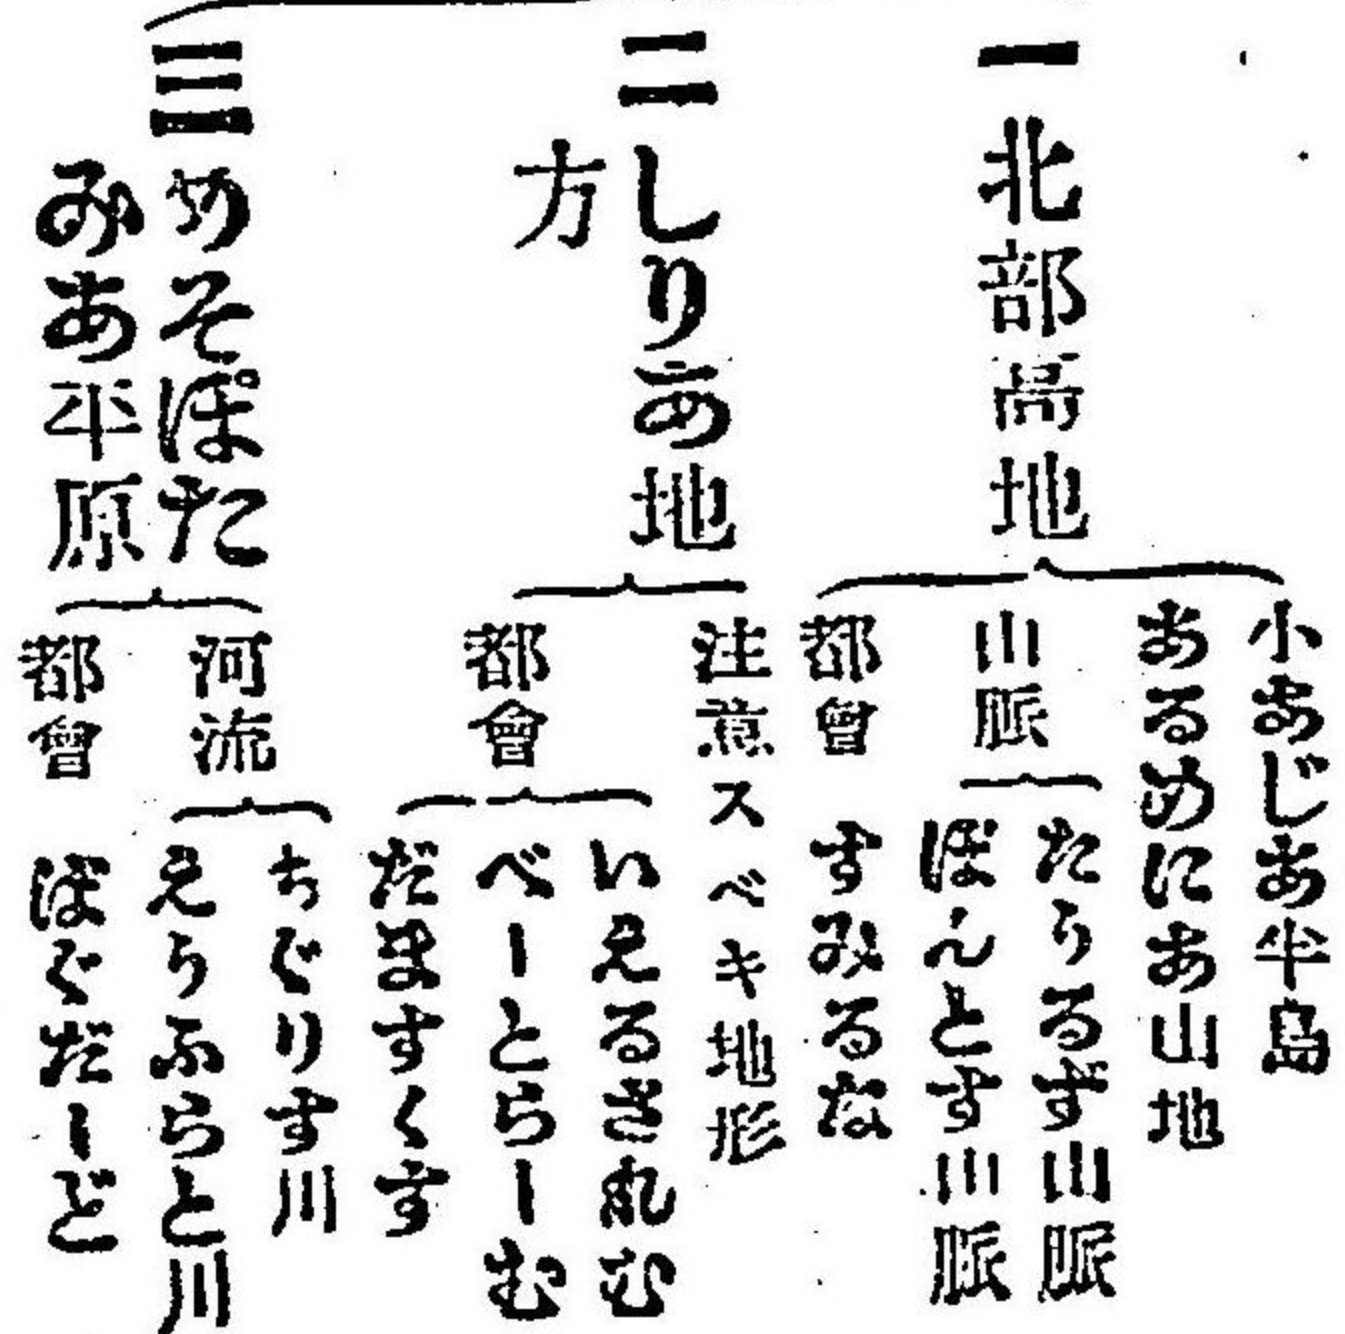 一 北部高地
小あじあ半島
あるめにあ山地
山脈
たうるず山脈
ぽんとす山脈
都會
すみるな
二 しりあ地
方
注意スベキ地形
都會
いえるされむ
べーとらーむ
だますくす
三 めそぽた
みあ平原
河流
ちぐりす川
えうふらと川
都會
ばぐだーど